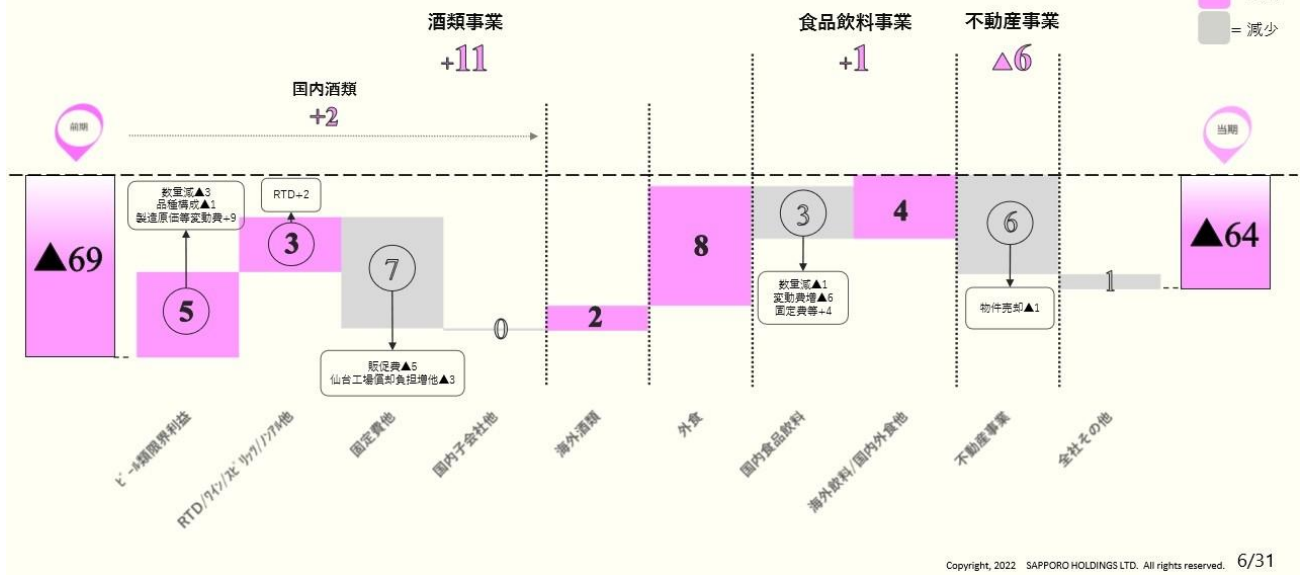 酒類事業
+11
食品飲料事業
+1
不動産事業
▲6
= 減少
国内酒類
+2
前期
当期
▲69
数量減▲3
品種構成▲1
製造原価等変動費+9
5
RTD+2
3
7
販促費▲5
仙台工場償却負担増他▲3
0
2
8
3
数量減▲1
変動費増▲6
固定費等+4
4
6
物件売却▲1
1
▲64
ビール類限界利益
RTD/ワイン/スピリッツ/ノンアル他
固定費他
国内子会社他
海外酒類
外食
国内食品飲料
海外飲料/国内外食他
不動産事業
全社その他
Copyright, 2022 SAPPORO HOLDINGS LTD. All rights reserved. 6/31